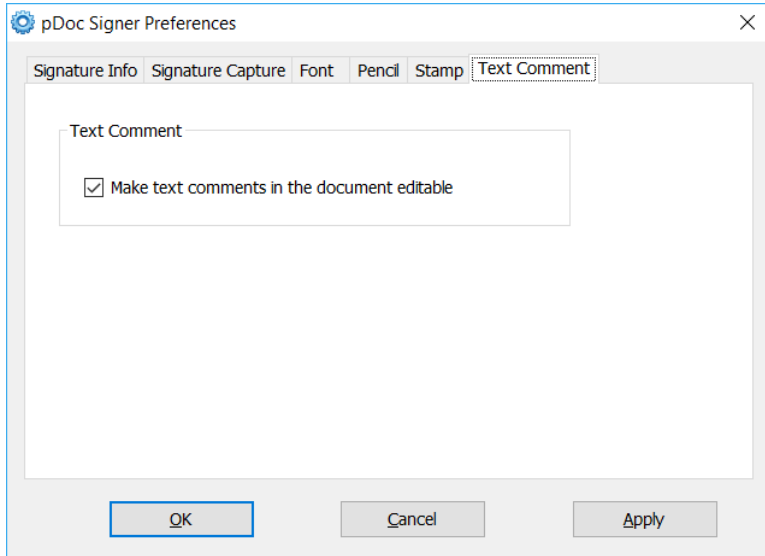 pDoc Signer Preferences
Signature Info Signature Capture Font Pencil Stamp Text Comment
Text Comment
Make text comments in the document editable
OK Cancel Apply